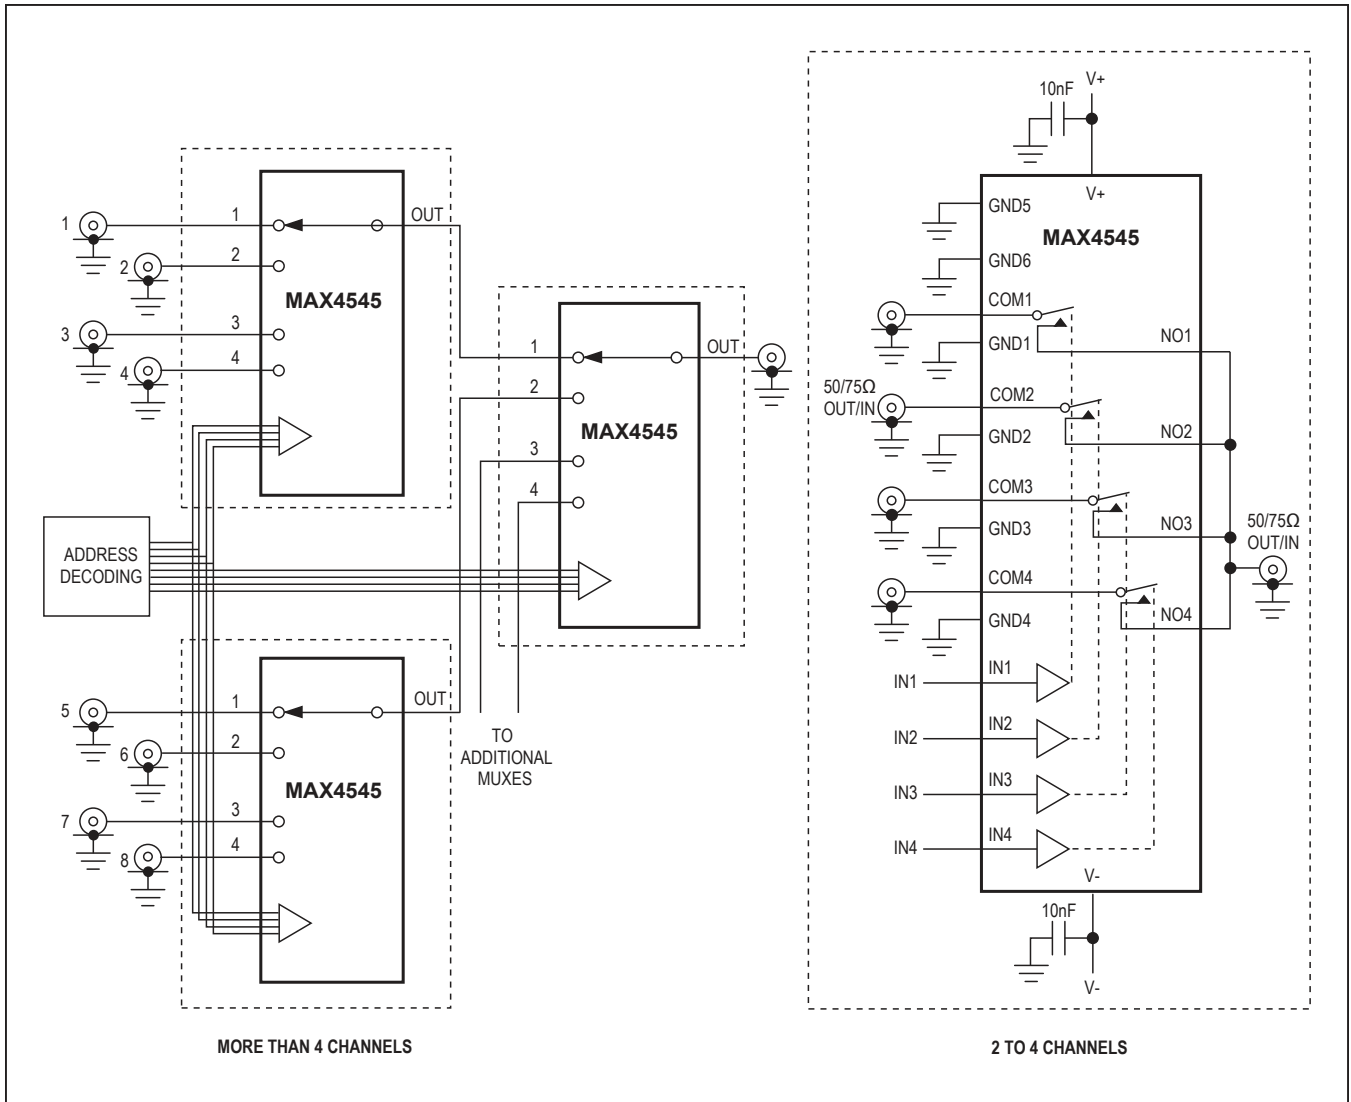 1
2
3
4
1
2
3
4
MAX4545
OUT
ADDRESS
DECODING
5
6
7
8
1
2
3
4
MAX4545
OUT
1
2
3
4
MAX4545
OUT
TO
ADDITIONAL
MUXES
MORE THAN 4 CHANNELS
10nF
V+
V+
MAX4545
GND5
GND6
COM1
GND1
NO1
50/75Ω
OUT/IN
COM2
GND2
NO2
COM3
GND3
NO3
50/75Ω
OUT/IN
COM4
GND4
NO4
IN1
IN1
IN2
IN2
IN3
IN3
IN4
IN4
V-
10nF
V-
2 TO 4 CHANNELS